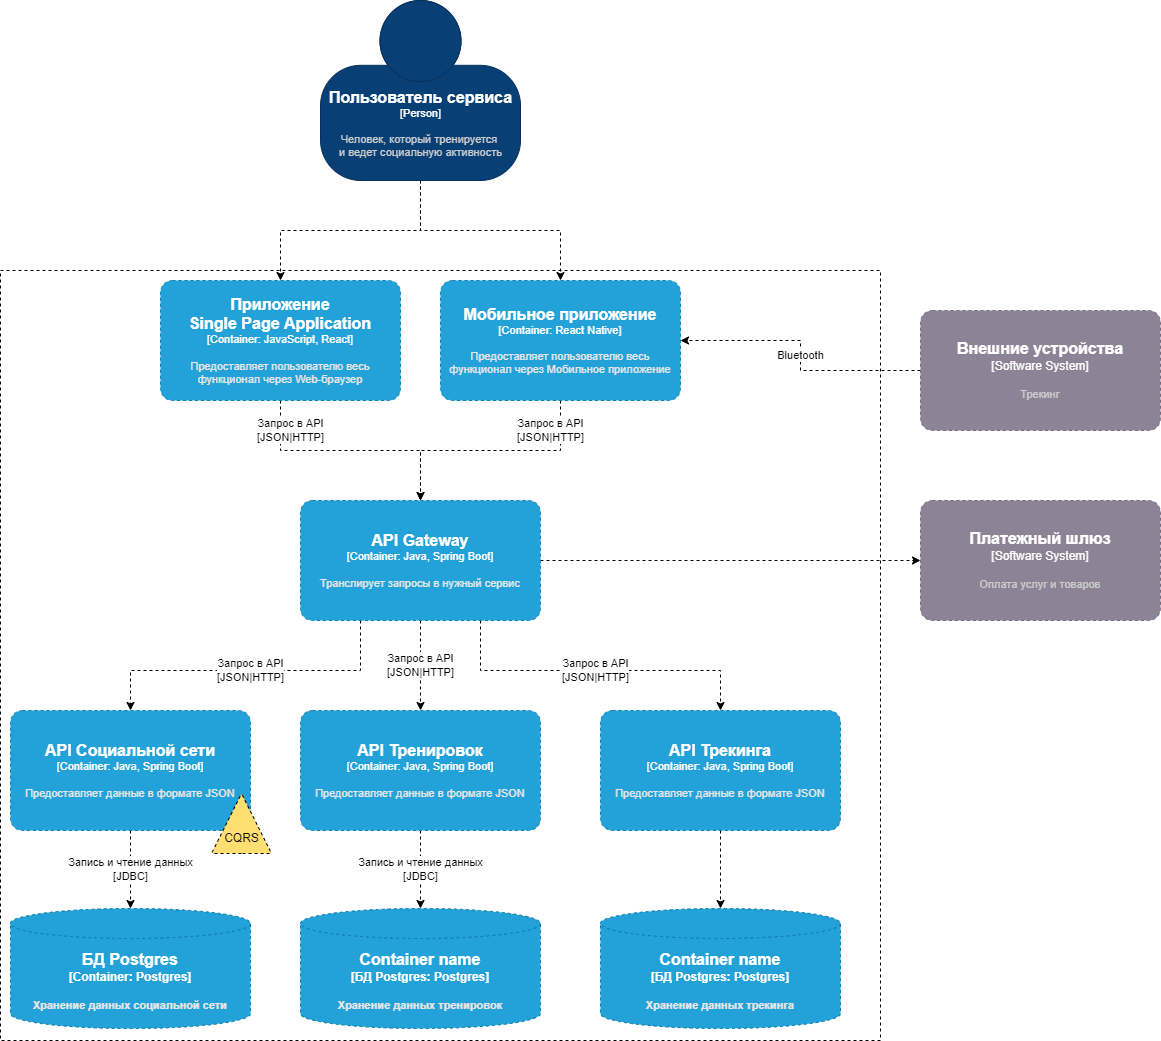 Пользователь сервиса
[Person]
Человек, который тренируется
и ведет социальную активность
Приложение
Single Page Application
[Container: JavaScript, React]
Предоставляет пользователю весь
функционал через Web-браузер
Мобильное приложение
[Container: React Native]
Предоставляет пользователю весь
функционал через Мобильное приложение
Bluetooth
Внешние устройства
[Software System]
Трекинг
Запрос в API
[JSON|HTTP]
Запрос в API
[JSON|HTTP]
API Gateway
[Container: Java, Spring Boot]
Транслирует запросы в нужный сервис
Платежный шлюз
[Software System]
Оплата услуг и товаров
Запрос в API
[JSON|HTTP]
Запрос в API
[JSON|HTTP]
Запрос в API
[JSON|HTTP]
API Социальной сети
[Container: Java, Spring Boot]
Предоставляет данные в формате JSON
CQRS
API Тренировок
[Container: Java, Spring Boot]
Предоставляет данные в формате JSON
API Трекинга
[Container: Java, Spring Boot]
Предоставляет данные в формате JSON
Запись и чтение данных
[JDBC]
Запись и чтение данных
[JDBC]
БД Postgres
[Container: Postgres]
Хранение данных социальной сети
Container name
[БД Postgres: Postgres]
Хранение данных тренировок
Container name
[БД Postgres: Postgres]
Хранение данных трекинга